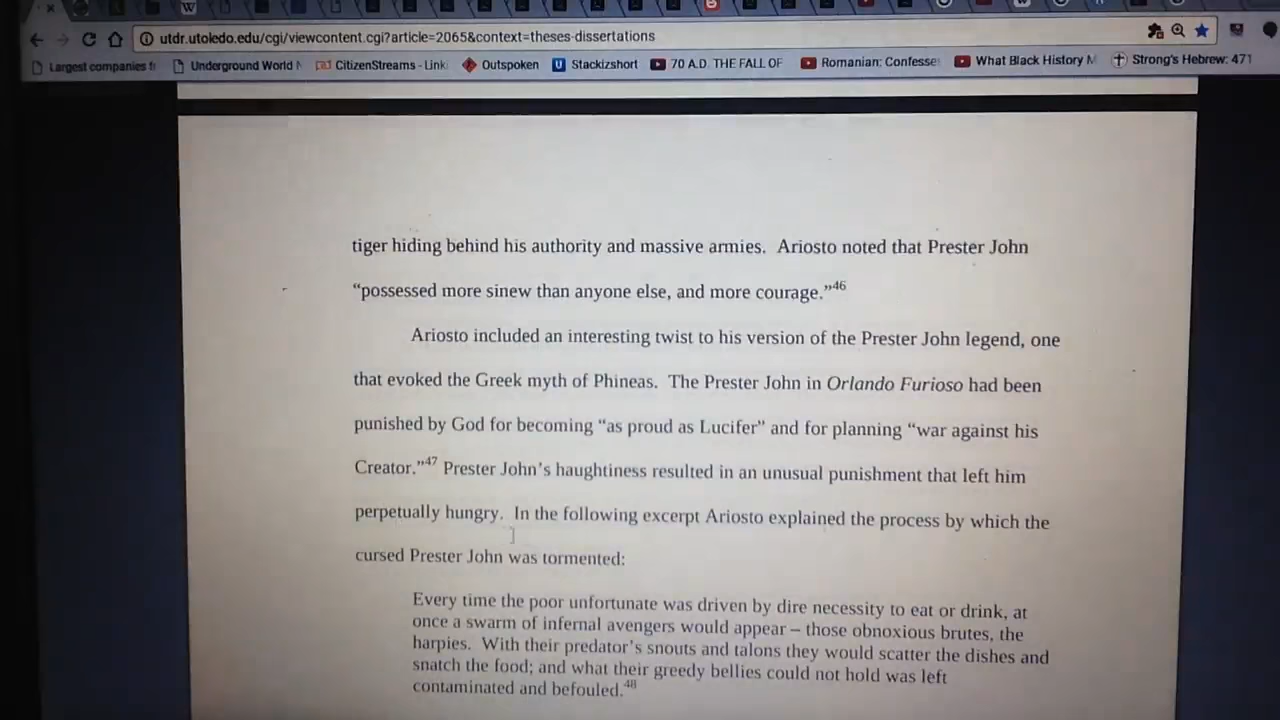 utdr.utoledo.edu/cgi/viewcontent.cgi?article=2065&context=theses-dissertations
Largest companies Underground World CitizenStreams - Link Outspoken Stackizshort 70 A.D. THE FALL OF Romanian: Confesse What Black History Strong's Hebrew: 471
tiger hiding behind his authority and massive armies. Ariosto noted that Prester John
“possessed more sinew than anyone else, and more courage.”46
Ariosto included an interesting twist to his version of the Prester John legend, one
that evoked the Greek myth of Phineas. The Prester John in Orlando Furioso had been
punished by God for becoming “as proud as Lucifer” and for planning “war against his
Creator.”47 Prester John’s haughtiness resulted in an unusual punishment that left him
perpetually hungry. In the following excerpt Ariosto explained the process by which the
cursed Prester John was tormented:
Every time the poor unfortunate was driven by dire necessity to eat or drink, at
once a swarm of infernal avengers would appear – those obnoxious brutes, the
harpies. With their predator’s snouts and talons they would scatter the dishes and
snatch the food; and what their greedy bellies could not hold was left
contaminated and befouled.48